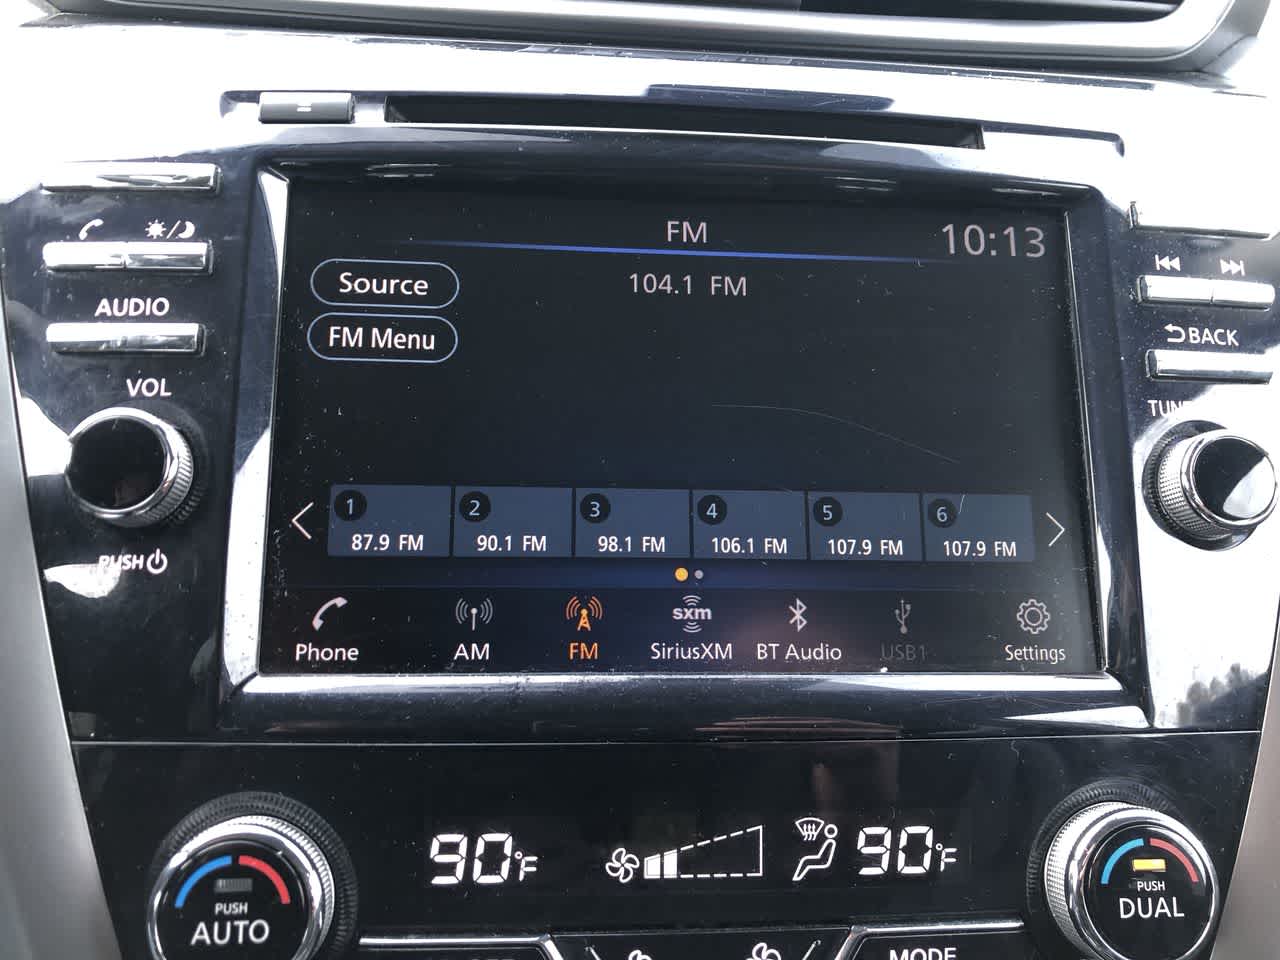 FM
10:13
Source
104.1 FM
FM Menu
AUDIO
VOL
PUSH
BACK
1 2 3 4 5 6
87.9 FM 90.1 FM 98.1 FM 106.1 FM 107.9 FM 107.9 FM
sxm
Phone AM FM SiriusXM BT Audio USB1 Settings
90°F
90°F
PUSH
AUTO
PUSH
DUAL
MODE